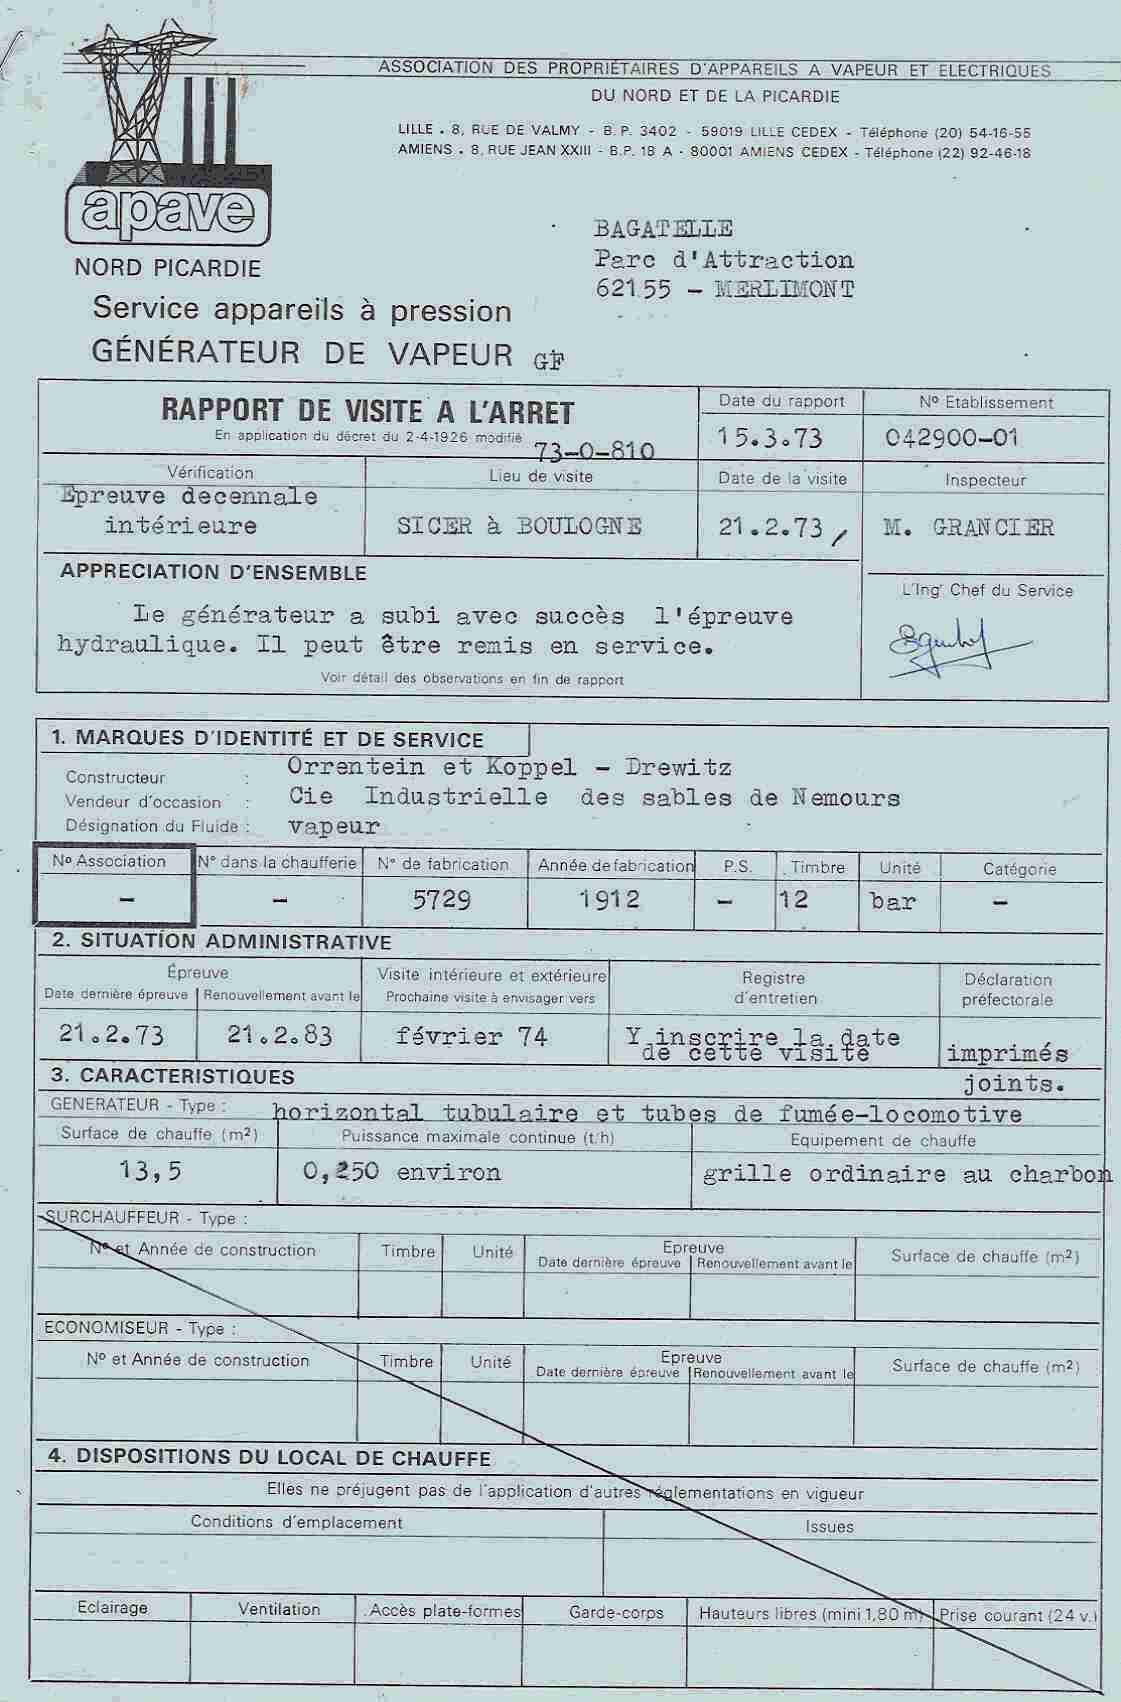 ASSOCIATION DES PROPRIÉTAIRES D'APPAREILS A VAPEUR ET ELECTRIQUES
DU NORD ET DE LA PICARDIE
LILLE . 8, RUE DE VALMY - B.P. 3402 - 59019 LILLE CEDEX - Téléphone (20) 54-16-55
AMIENS . 8, RUE JEAN XXIII - B.P. 18 A - 80001 AMIENS CEDEX - Téléphone (22) 92-46-18
apave
NORD PICARDIE
BAGATELLE
Parc d'Attraction
62155 - MERLIMONT
Service appareils à pression
GÉNÉRATEUR DE VAPEUR GF
RAPPORT DE VISITE A L'ARRET
En application du décret du 2-4-1926 modifié 73-0-810
Date du rapport
15.3.73
Nº Etablissement
042900-01
Vérification
Epreuve decennale
intérieure
Lieu de visite
SICER à BOULOGNE
Date de la visite
21.2.73
Inspecteur
M. GRANCIER
APPRECIATION D'ENSEMBLE
Le générateur a subi avec succès l'épreuve
hydraulique. Il peut être remis en service.
Voir détail des observations en fin de rapport
L'Ingr Chef du Service
1. MARQUES D'IDENTITÉ ET DE SERVICE
Constructeur : Orrentein et Koppel - Drewitz
Vendeur d'occasion : Cie Industrielle des sables de Nemours
Désignation du Fluide : vapeur
Nº Association N° dans la chaufferie N° de fabrication Année de fabrication P.S. Timbre Unité Catégorie
- - 5729 1912 - 12 bar -
2. SITUATION ADMINISTRATIVE
Épreuve
Date dernière épreuve Renouvellement avant le
21.2.73 21.2.83
Visite intérieure et extérieure
Prochaine visite à envisager vers
février 74
Registre
d'entretien
Y inscrire la date
de cette visite
Déclaration
préfectorale
imprimés
joints.
3. CARACTERISTIQUES
GENERATEUR - Type : horizontal tubulaire et tubes de fumée-locomotive
Surface de chauffe (m²) Puissance maximale continue (t/h) Equipement de chauffe
13,5 0,250 environ grille ordinaire au charbon
SURCHAUFFEUR - Type :
Nº et Année de construction Timbre Unité Epreuve Surface de chauffe (m²)
Date dernière épreuve Renouvellement avant le
ECONOMISEUR - Type :
Nº et Année de construction Timbre Unité Epreuve Surface de chauffe (m²)
Date dernière épreuve Renouvellement avant le
4. DISPOSITIONS DU LOCAL DE CHAUFFE
Elles ne préjugent pas de l'application d'autres réglementations en vigueur
Conditions d'emplacement Issues
Eclairage Ventilation Accès plate-formes Garde-corps Hauteurs libres (mini 1,80 m) Prise courant (24 v.)